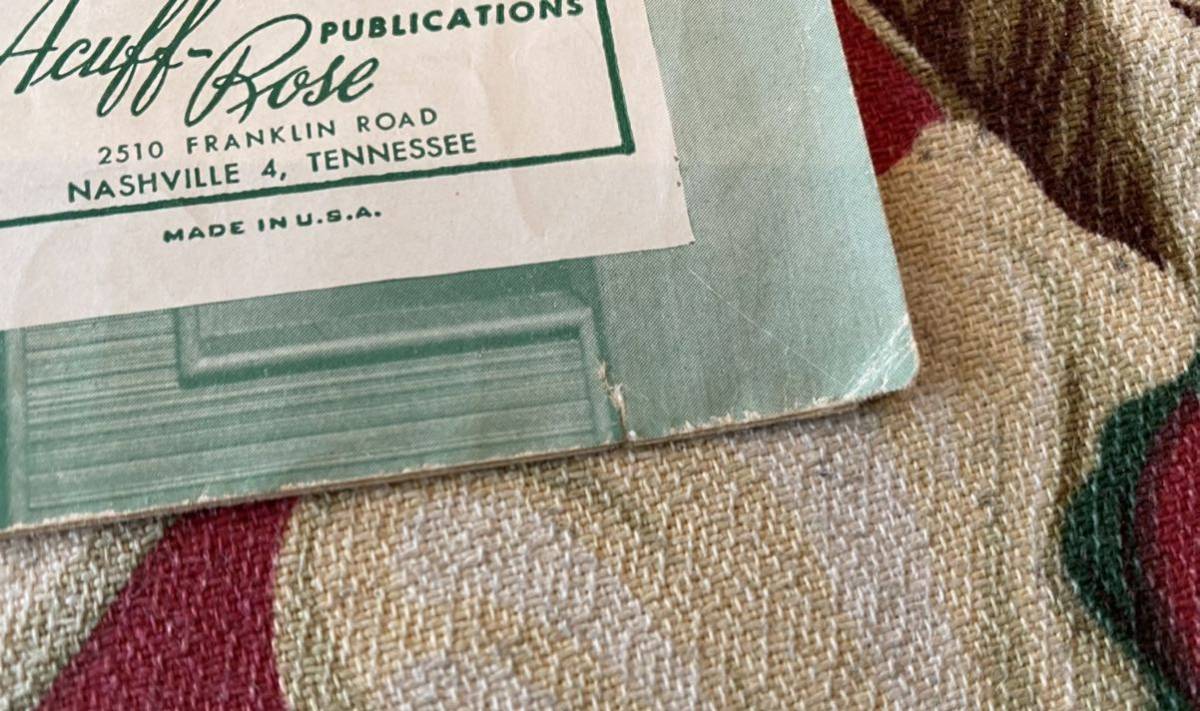 Acuff-Rose PUBLICATIONS
2510 FRANKLIN ROAD
NASHVILLE 4, TENNESSEE
MADE IN U.S.A.